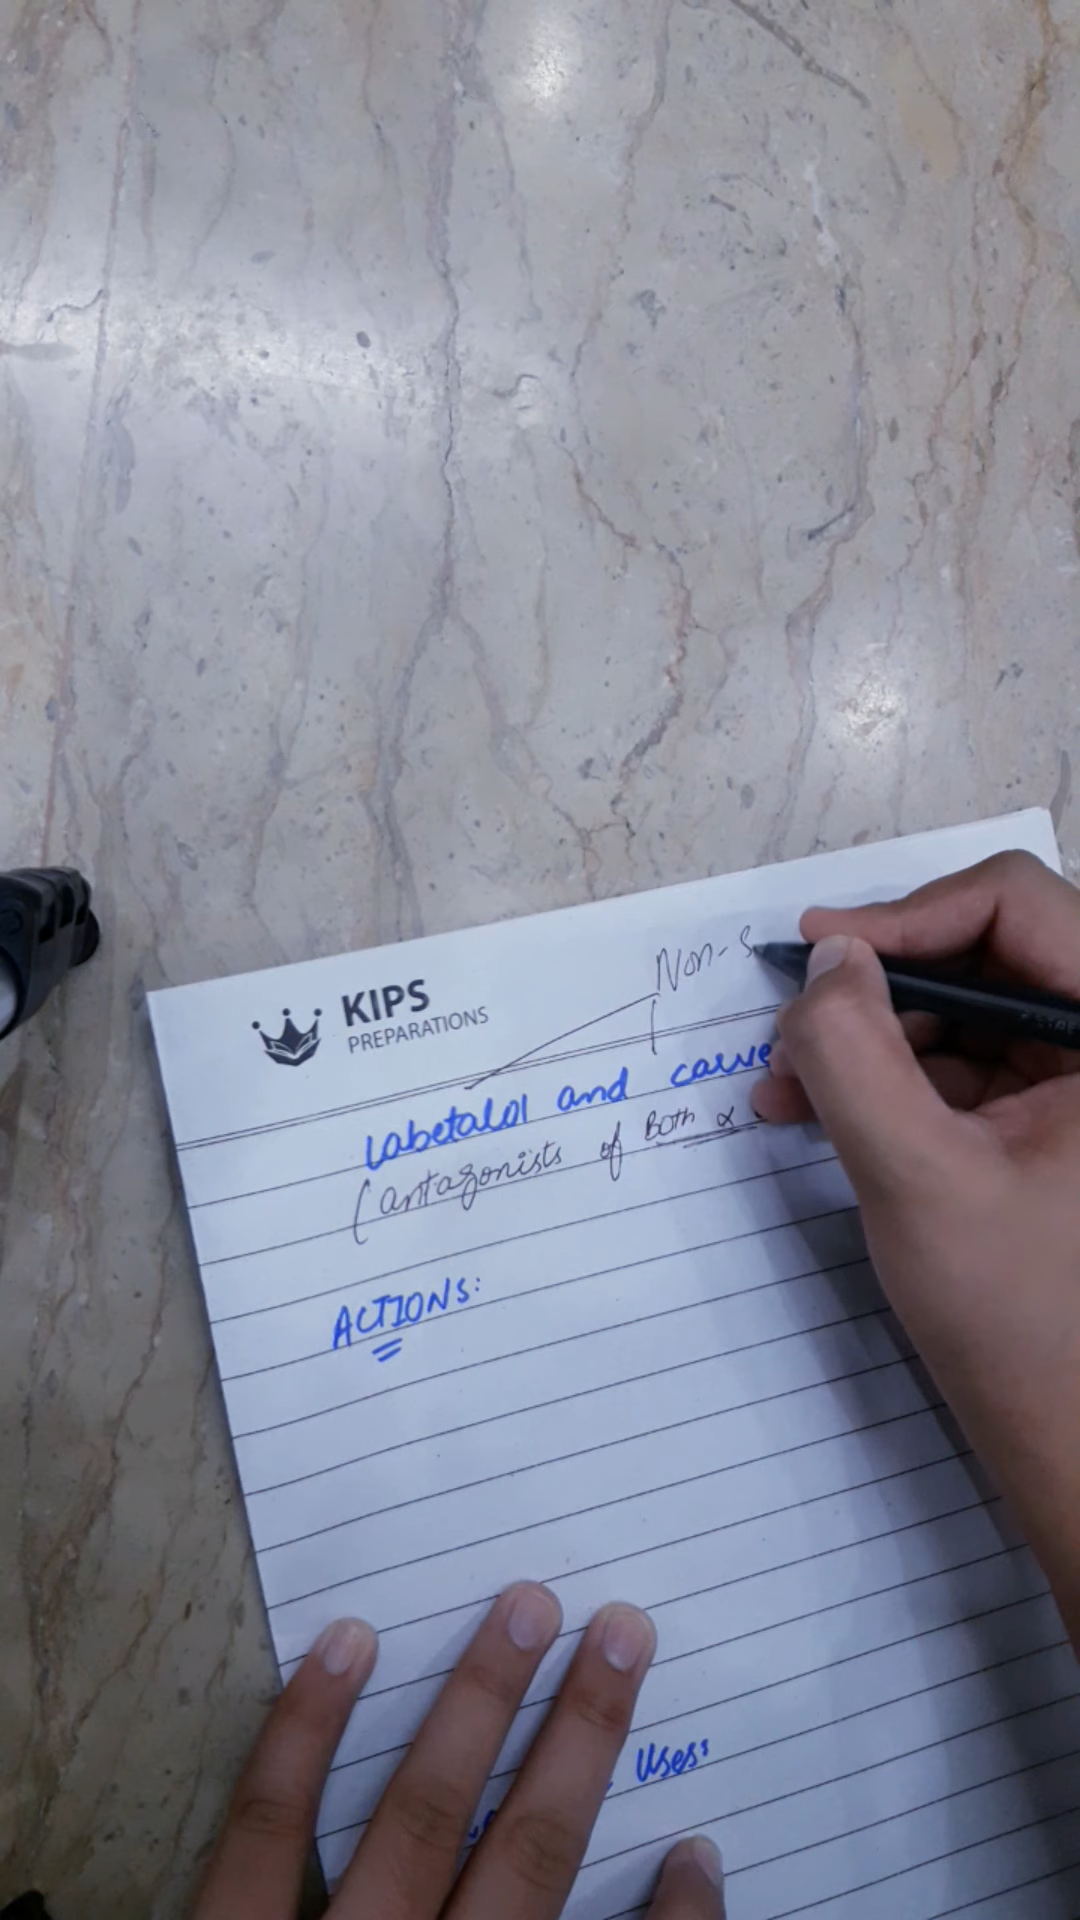 Non-S
KIPS
PREPARATIONS
Labetalol and carve
(antagonists of Both α
ACTIONS:
Uses: